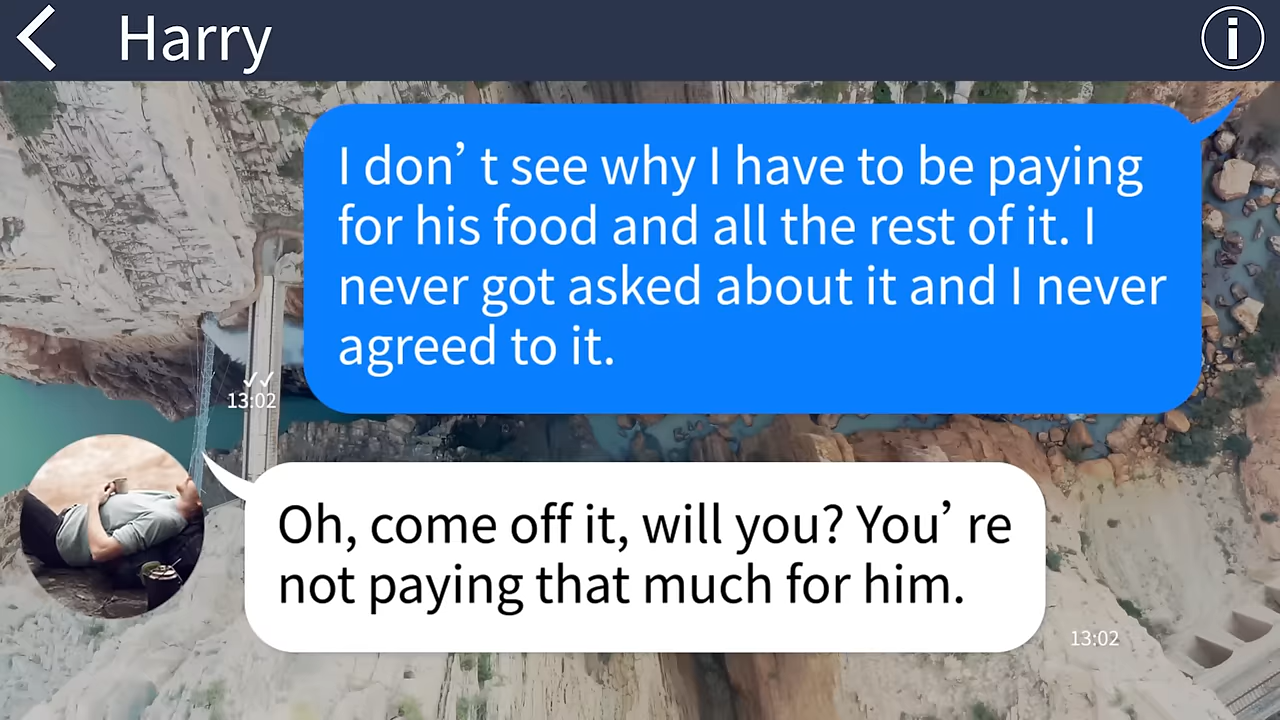 Harry
I don’ t see why I have to be paying
for his food and all the rest of it. I
never got asked about it and I never
agreed to it.
✓✓
13:02
Oh, come off it, will you? You’ re
not paying that much for him.
13:02